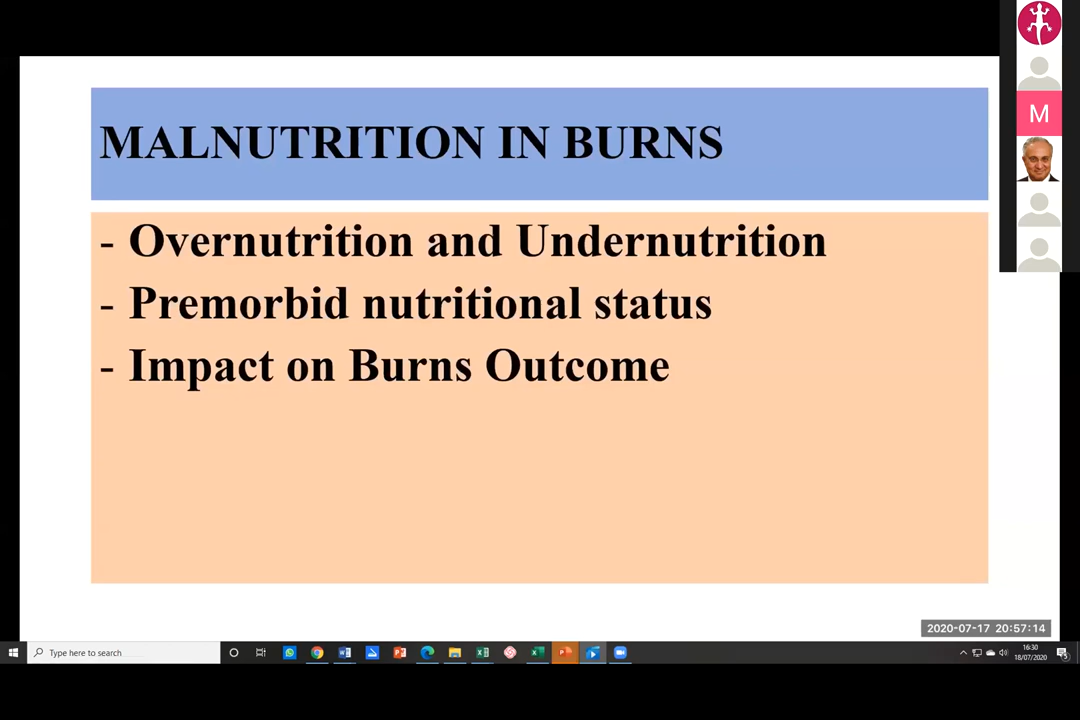 MALNUTRITION IN BURNS
- Overnutrition and Undernutrition
- Premorbid nutritional status
- Impact on Burns Outcome
M
2020-07-17 20:57:14
Type here to search
16:30
18/07/2020